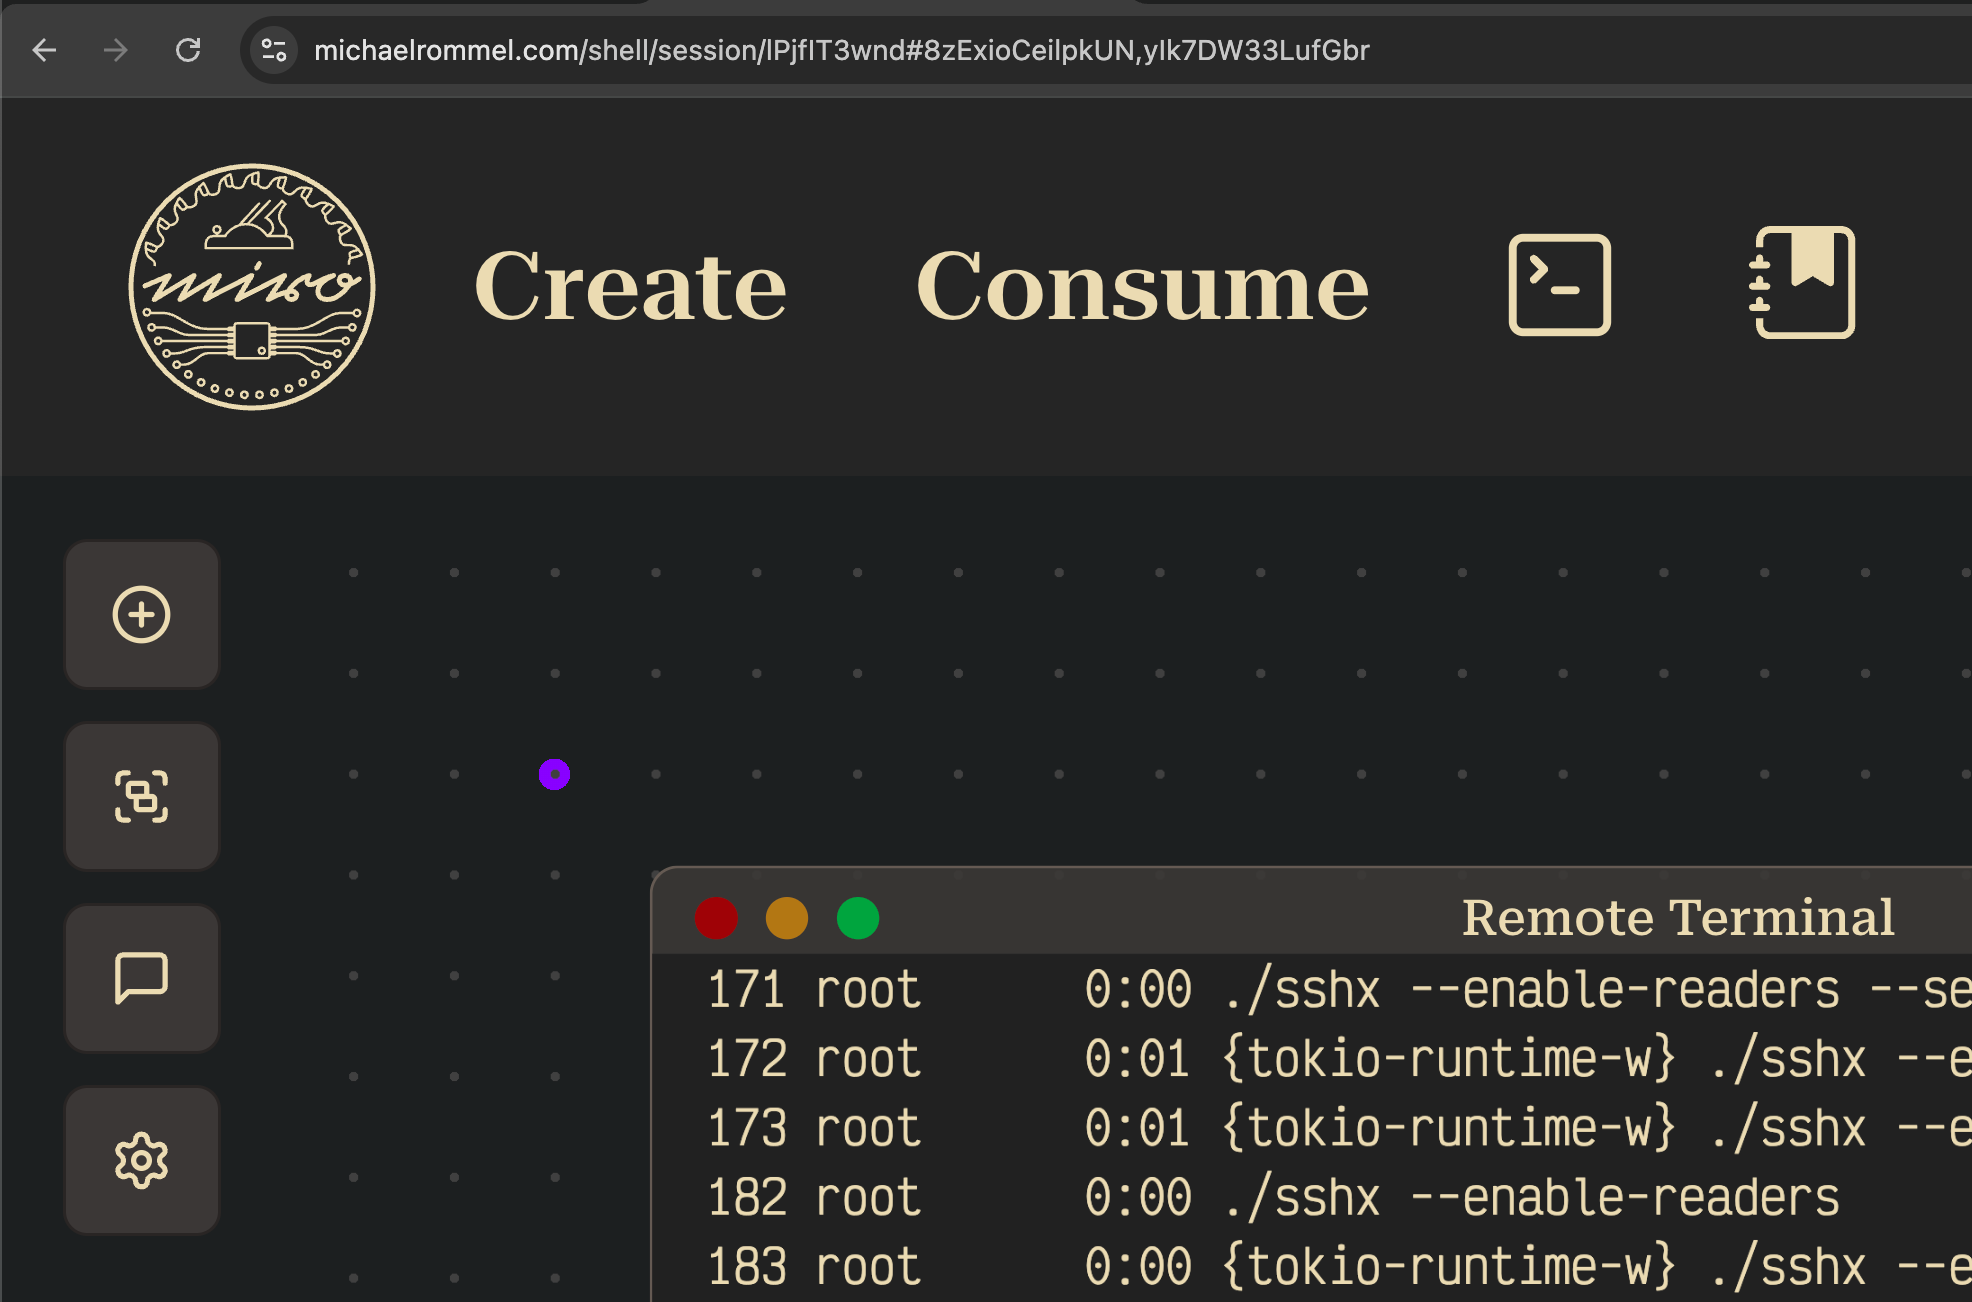 michaelrommel.com/shell/session/lPjfIT3wnd#8zExioCeilpkUN,yIk7DW33LufGbr
miro
Create Consume
Remote Terminal
171 root 0:00 ./sshx --enable-readers --se
172 root 0:01 {tokio-runtime-w} ./sshx --e
173 root 0:01 {tokio-runtime-w} ./sshx --e
182 root 0:00 ./sshx --enable-readers
183 root 0:00 {tokio-runtime-w} ./sshx --e